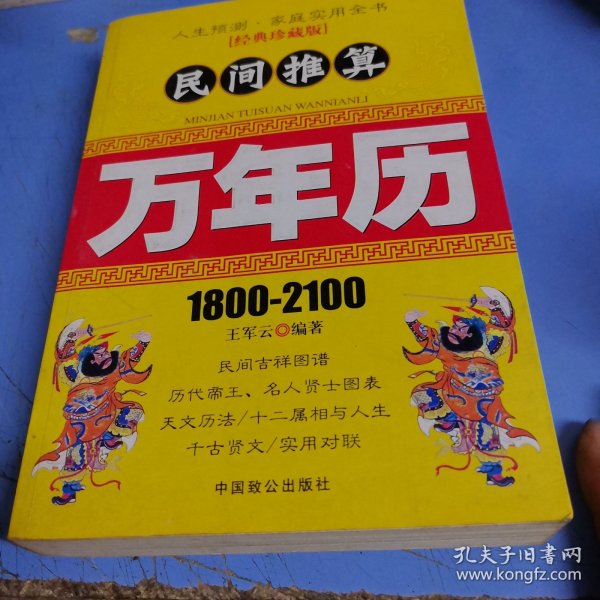 人生预测·家庭实用全书
[经典珍藏版]
民间推算
MINJIAN TUISUAN WANNIANLI
万年历
1800-2100
王军云◎编著
民间吉祥图谱
历代帝王、名人贤士图表
天文历法/十二属相与人生
千古贤文/实用对联
中国致公出版社
孔夫子旧书网
www.kongfz.com